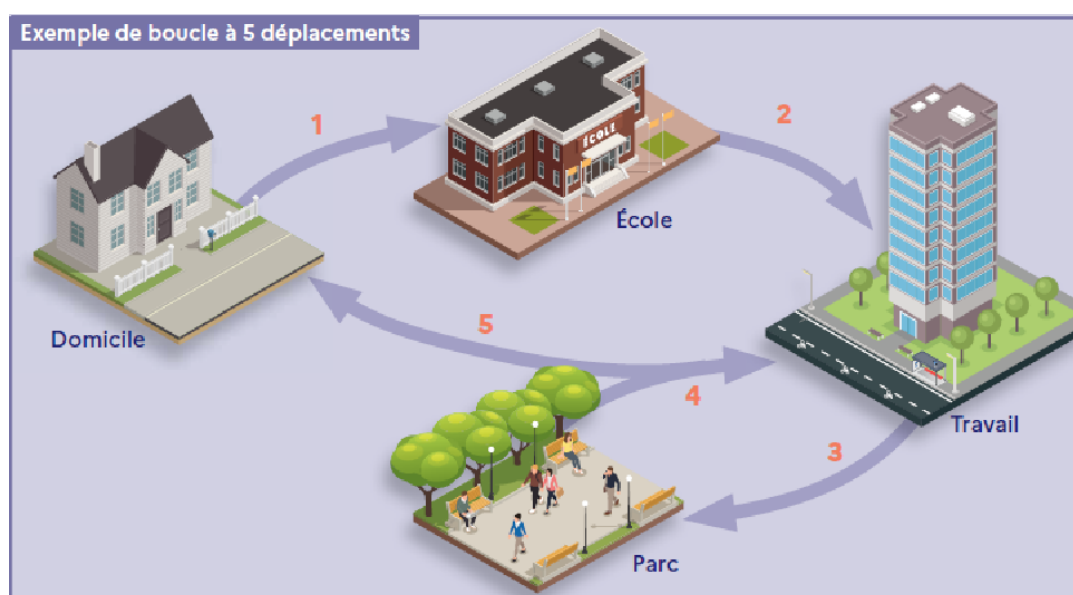 Exemple de boucle à 5 déplacements
1
2
ÉCOLE
École
Domicile
5
4
Travail
3
Parc